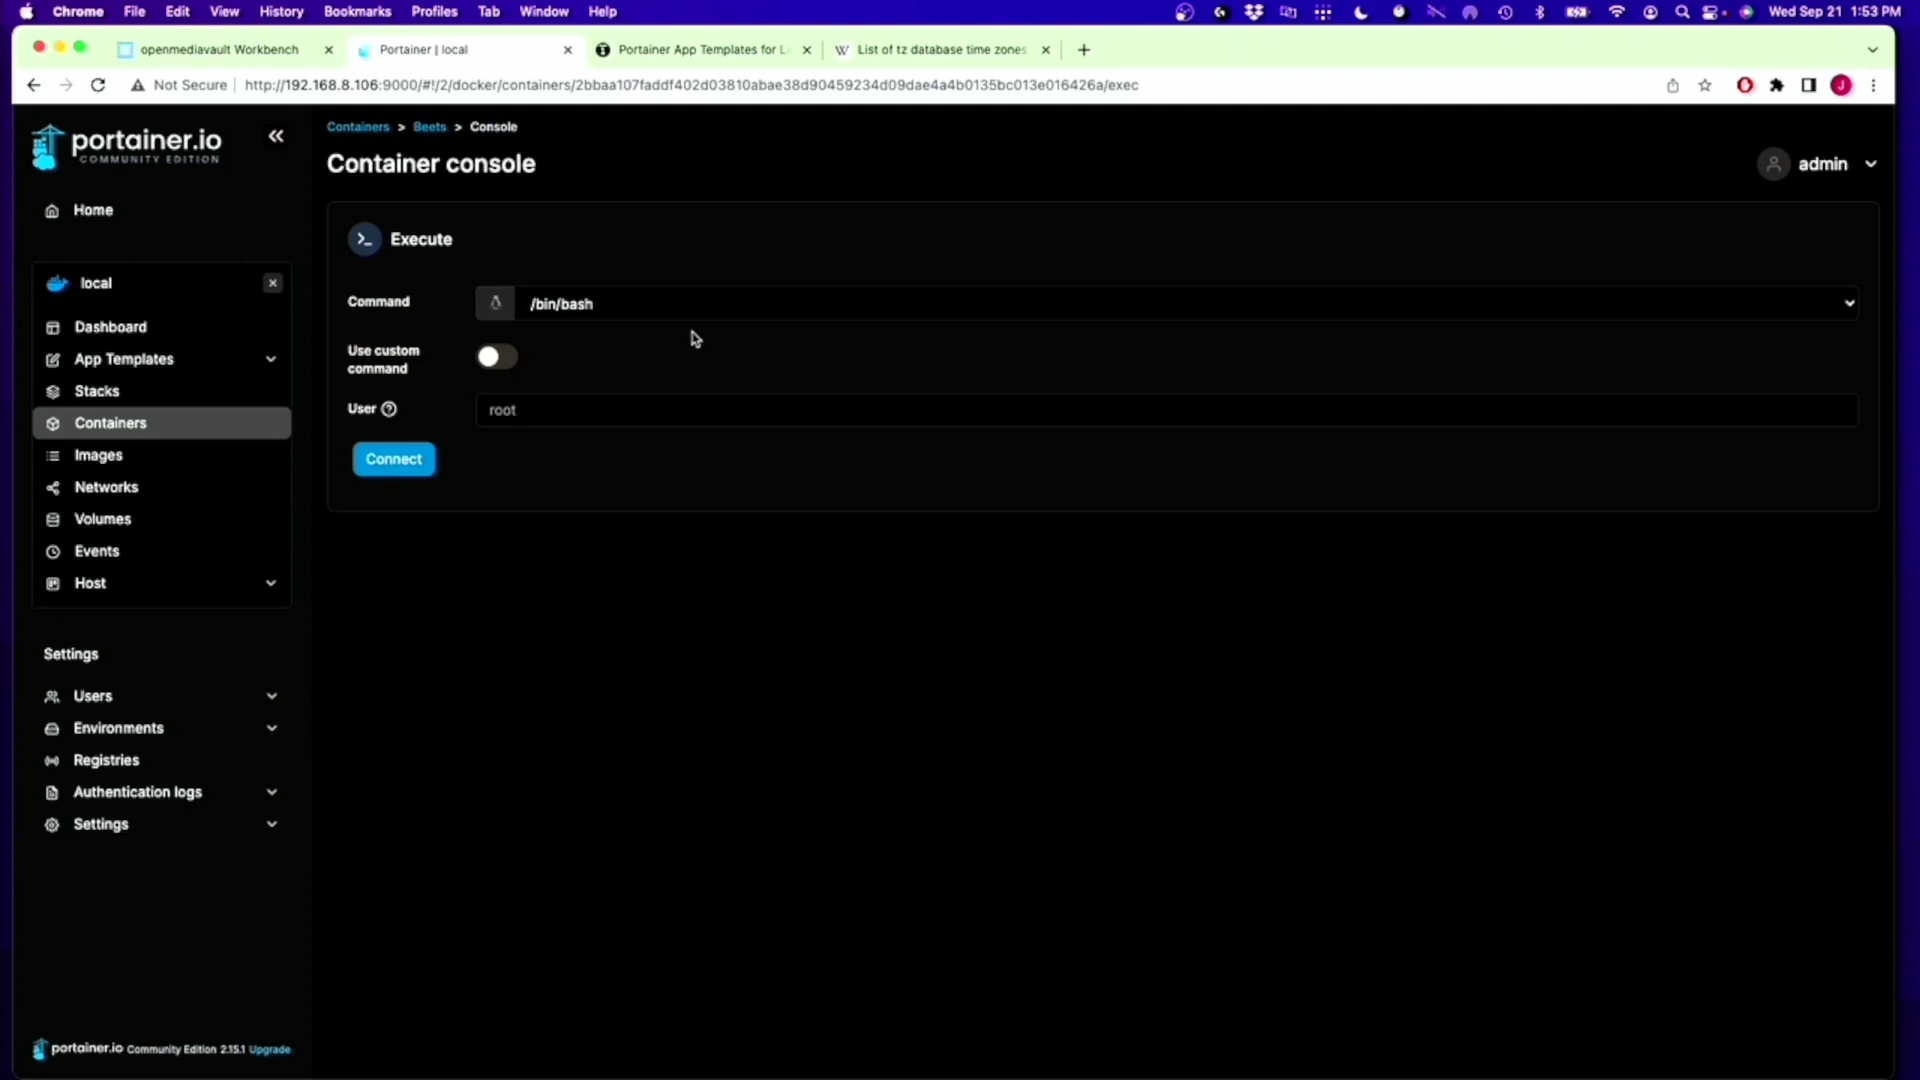 Chrome File Edit View History Bookmarks Profiles Tab Window Help Wed Sep 21 1:53 PM
openmediavault Workbench Portainer | local Portainer App Templates for Li List of tz database time zones
Not Secure http://192.168.8.106:9000/#!/2/docker/containers/2bbaa107faddf402d03810abae38d90459234d09dae4a4b0135bc013e016426a/exec
portainer.io
COMMUNITY EDITION
Containers > Beets > Console
Container console
admin
Home
Execute
local
Command /bin/bash
Dashboard
Use custom
command
App Templates
Stacks
User root
Containers
Connect
Images
Networks
Volumes
Events
Host
Settings
Users
Environments
Registries
Authentication logs
Settings
portainer.io Community Edition 2.15.1 Upgrade